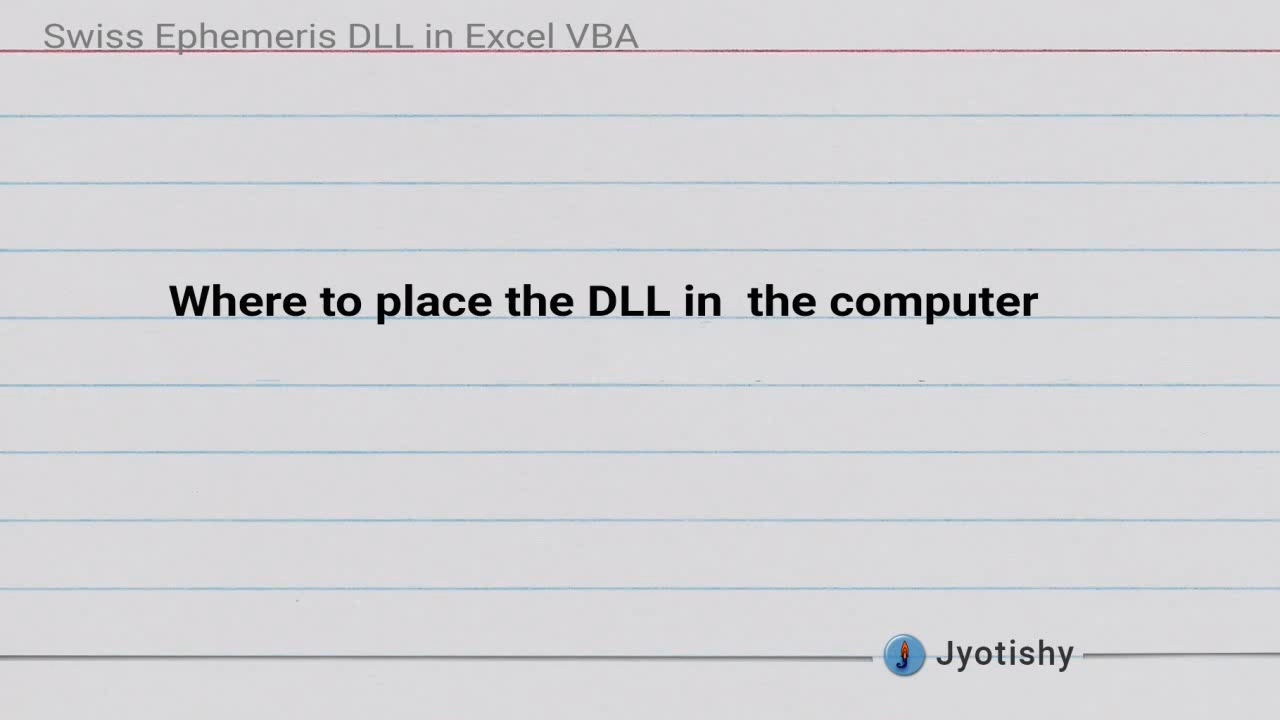 Swiss Ephemeris DLL in Excel VBA
Where to place the DLL in  the computer
Jyotishy